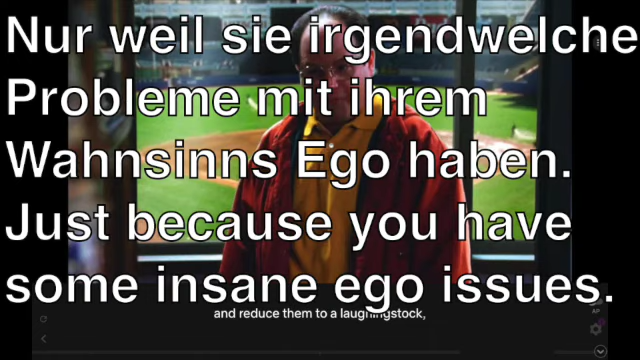 Nur weil sie irgendwelche
Probleme mit ihrem
Wahnsinns Ego haben.
Just because you have
some insane ego issues.
and reduce them to a laughingstock,
AP